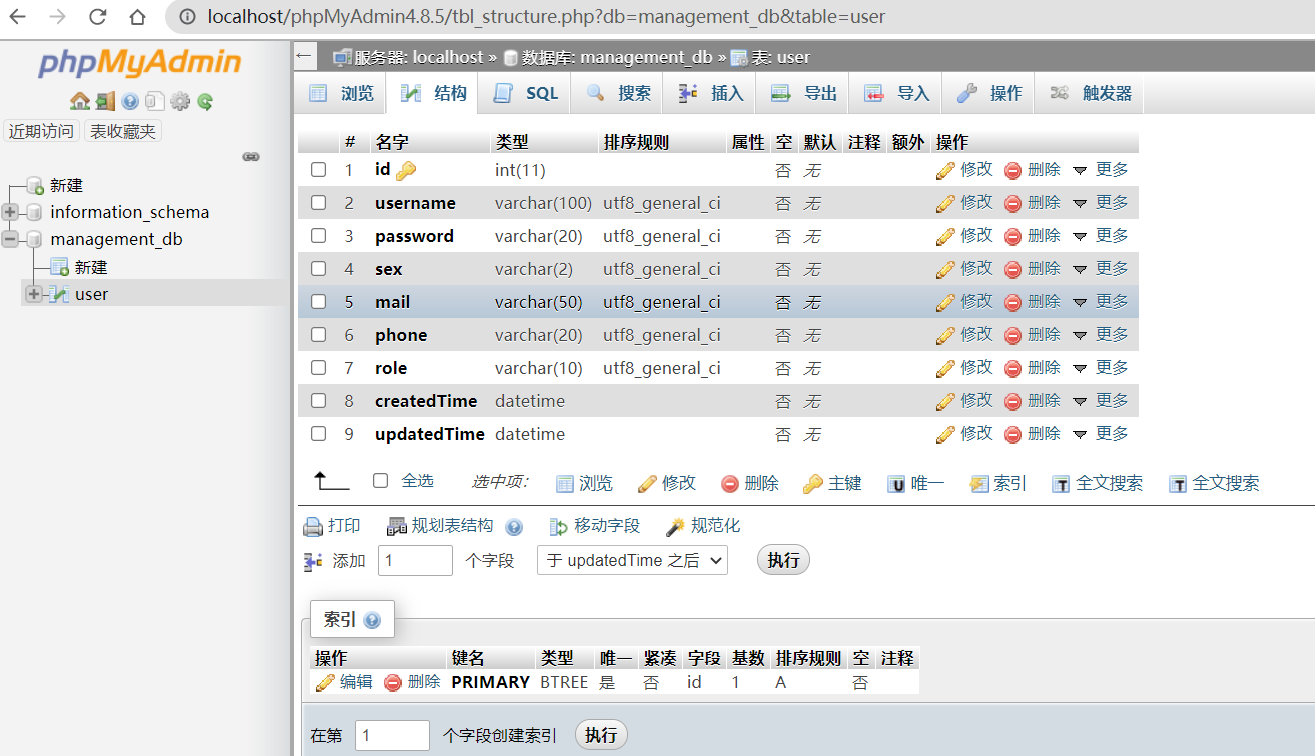 localhost/phpMyAdmin4.8.5/tbl_structure.php?db=management_db&table=user
phpMyAdmin
近期访问 表收藏夹
新建
information_schema
management_db
新建
user
服务器: localhost » 数据库: management_db » 表: user
浏览 结构 SQL 搜索 插入 导出 导入 操作 触发器
# 名字 类型 排序规则 属性 空 默认 注释 额外 操作
1 id int(11) 否 无 修改 删除 更多
2 username varchar(100) utf8_general_ci 否 无 修改 删除 更多
3 password varchar(20) utf8_general_ci 否 无 修改 删除 更多
4 sex varchar(2) utf8_general_ci 否 无 修改 删除 更多
5 mail varchar(50) utf8_general_ci 否 无 修改 删除 更多
6 phone varchar(20) utf8_general_ci 否 无 修改 删除 更多
7 role varchar(10) utf8_general_ci 否 无 修改 删除 更多
8 createdTime datetime 否 无 修改 删除 更多
9 updatedTime datetime 否 无 修改 删除 更多
全选 选中项: 浏览 修改 删除 主键 唯一 索引 全文搜索 全文搜索
打印 规划表结构 移动字段 规范化
添加 1 个字段 于 updatedTime 之后 执行
索引
操作 键名 类型 唯一 紧凑 字段 基数 排序规则 空 注释
编辑 删除 PRIMARY BTREE 是 否 id 1 A 否
在第 1 个字段创建索引 执行